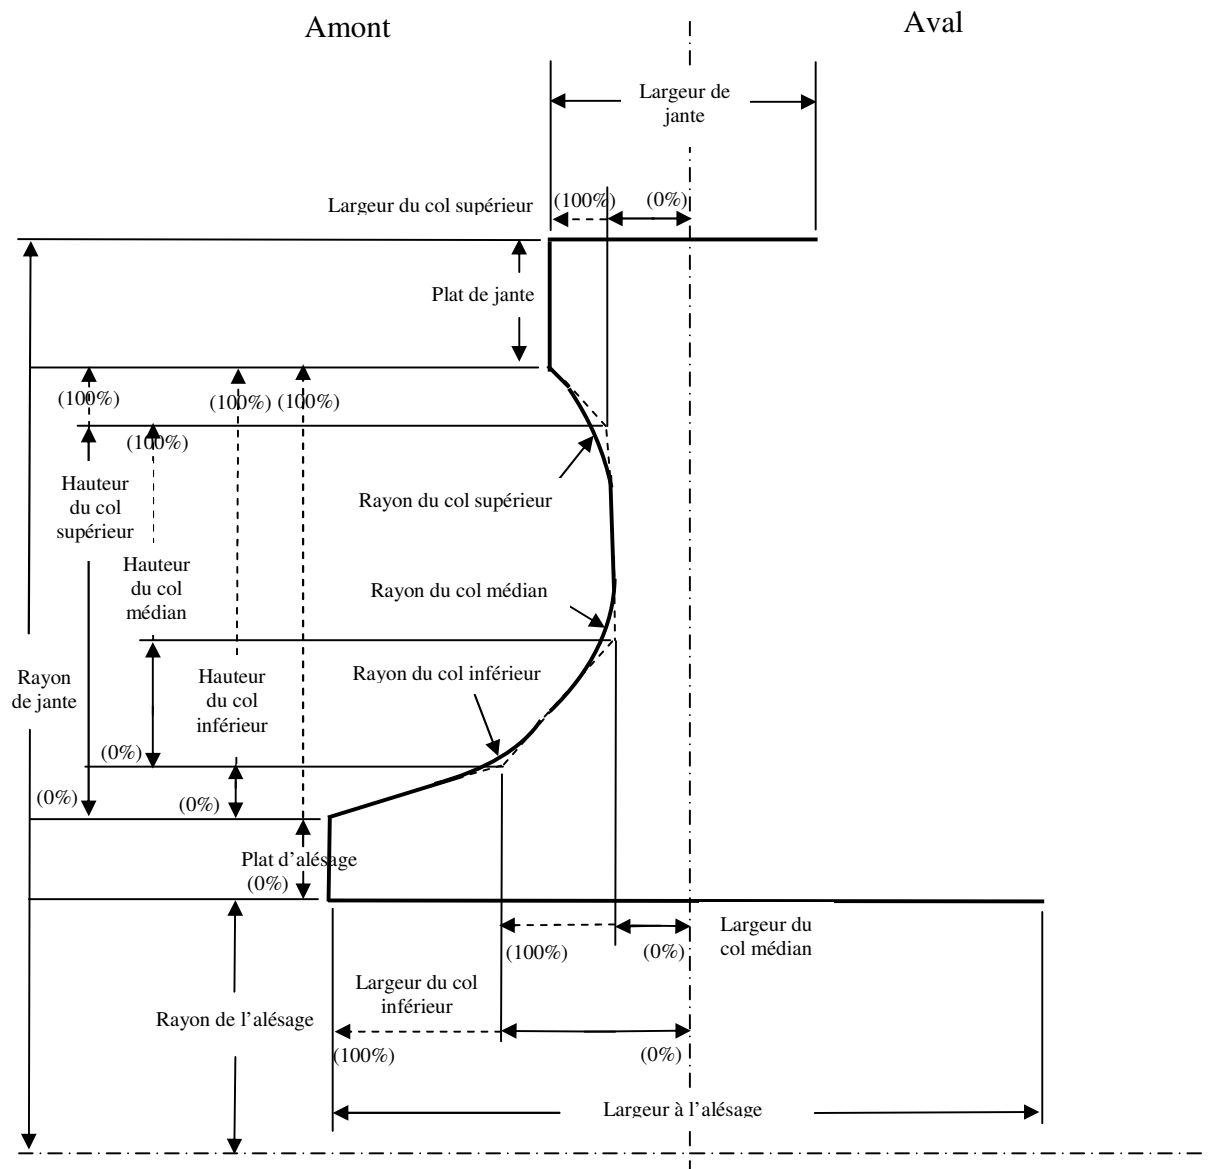 Amont
Aval
Largeur de
jante
Largeur du col supérieur
(100%)
(0%)
Plat de jante
(100%)
(100%)
(100%)
(100%)
Hauteur
du col
supérieur
Rayon du col supérieur
Hauteur
du col
médian
Rayon du col médian
Rayon
de jante
Hauteur
du col
inférieur
Rayon du col inférieur
(0%)
(0%)
(0%)
Plat d’alésage
(0%)
Largeur du
col médian
(100%)
(0%)
Largeur du col
inférieur
Rayon de l’alésage
(100%)
(0%)
Largeur à l’alésage